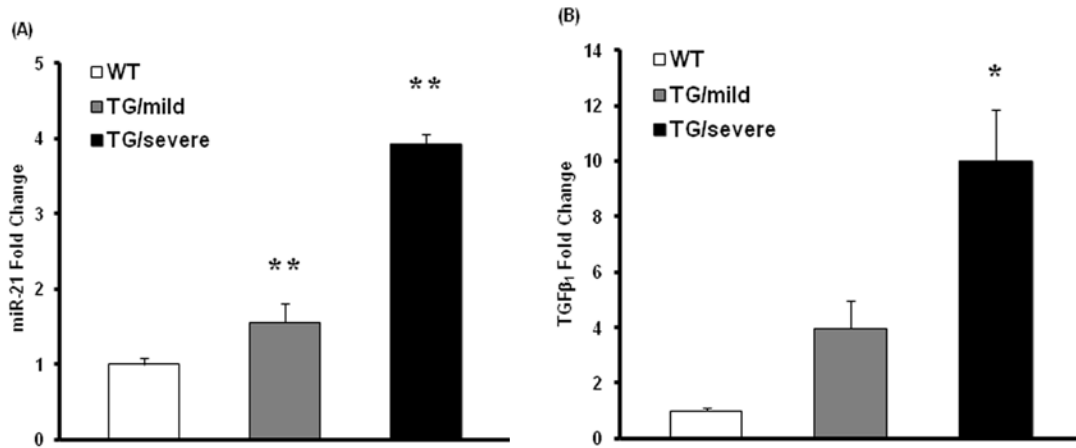 (A)
miR-21 Fold Change
5
4
3
2
1
0
WT
TG/mild
TG/severe
**
**
(B)
TGFβ1 Fold Change
14
12
10
8
6
4
2
0
WT
TG/mild
TG/severe
*